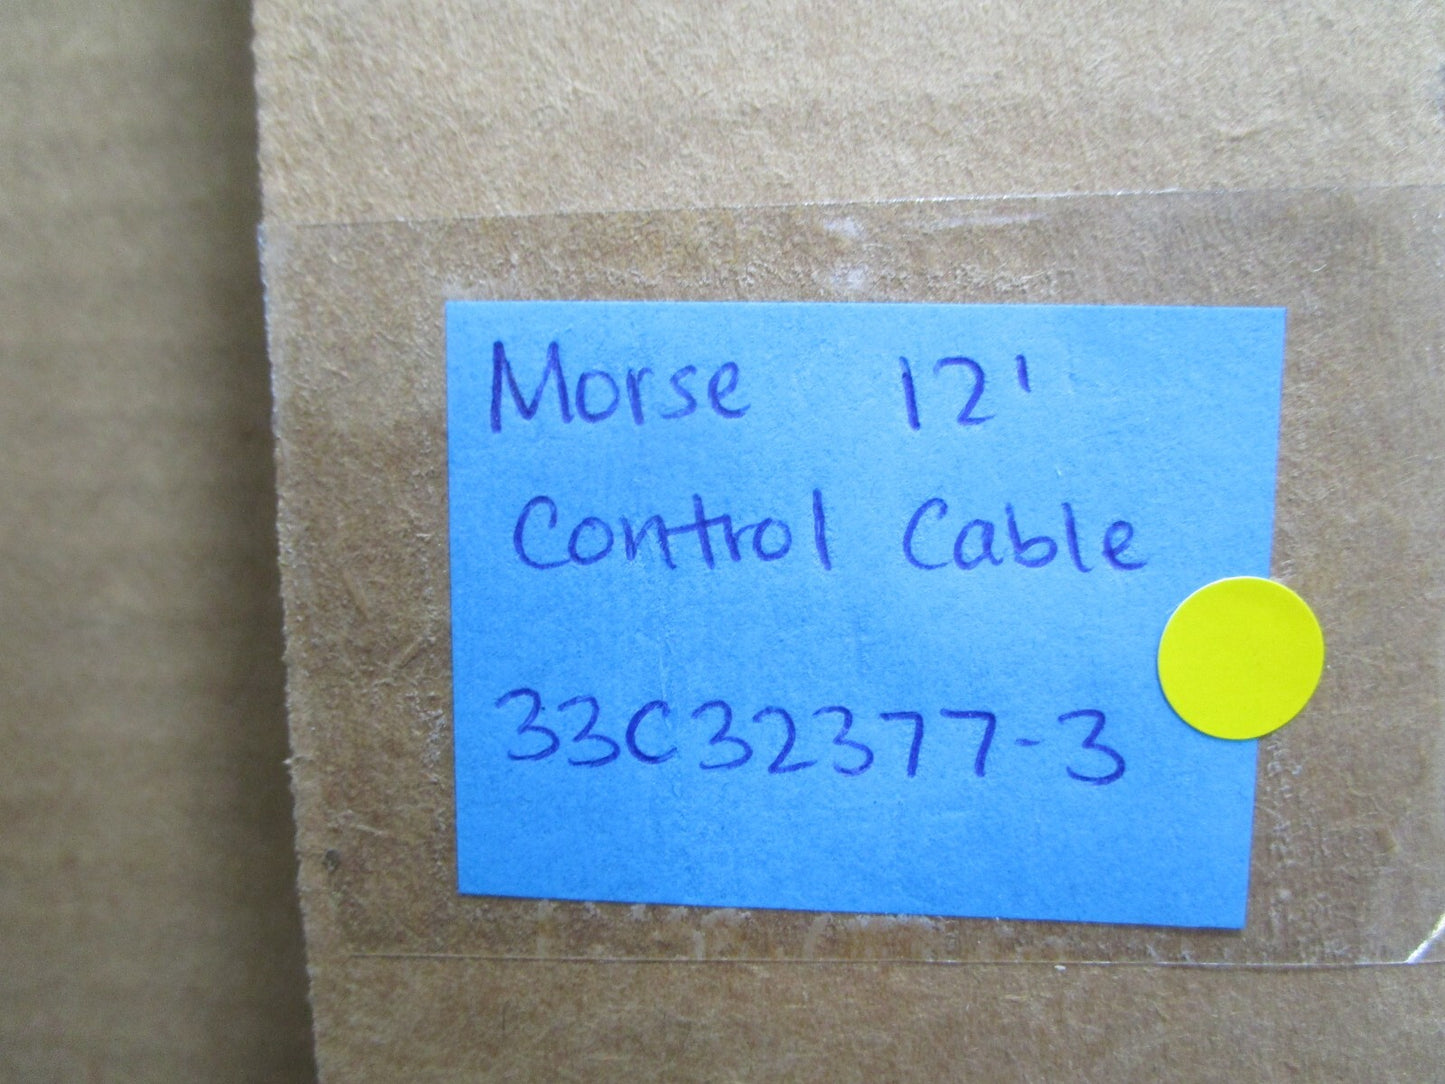 Morse 12'
Control Cable
33C32377-3